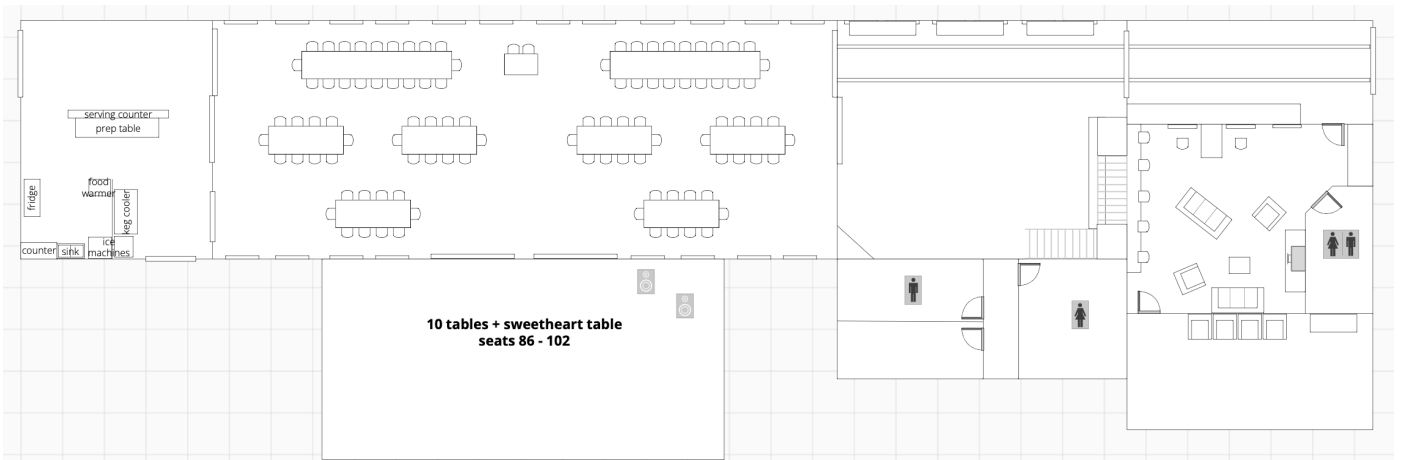 serving counter
prep table
food
warmer
fridge
keg cooler
counter
sink
ice
machines
10 tables + sweetheart table
seats 86 - 102